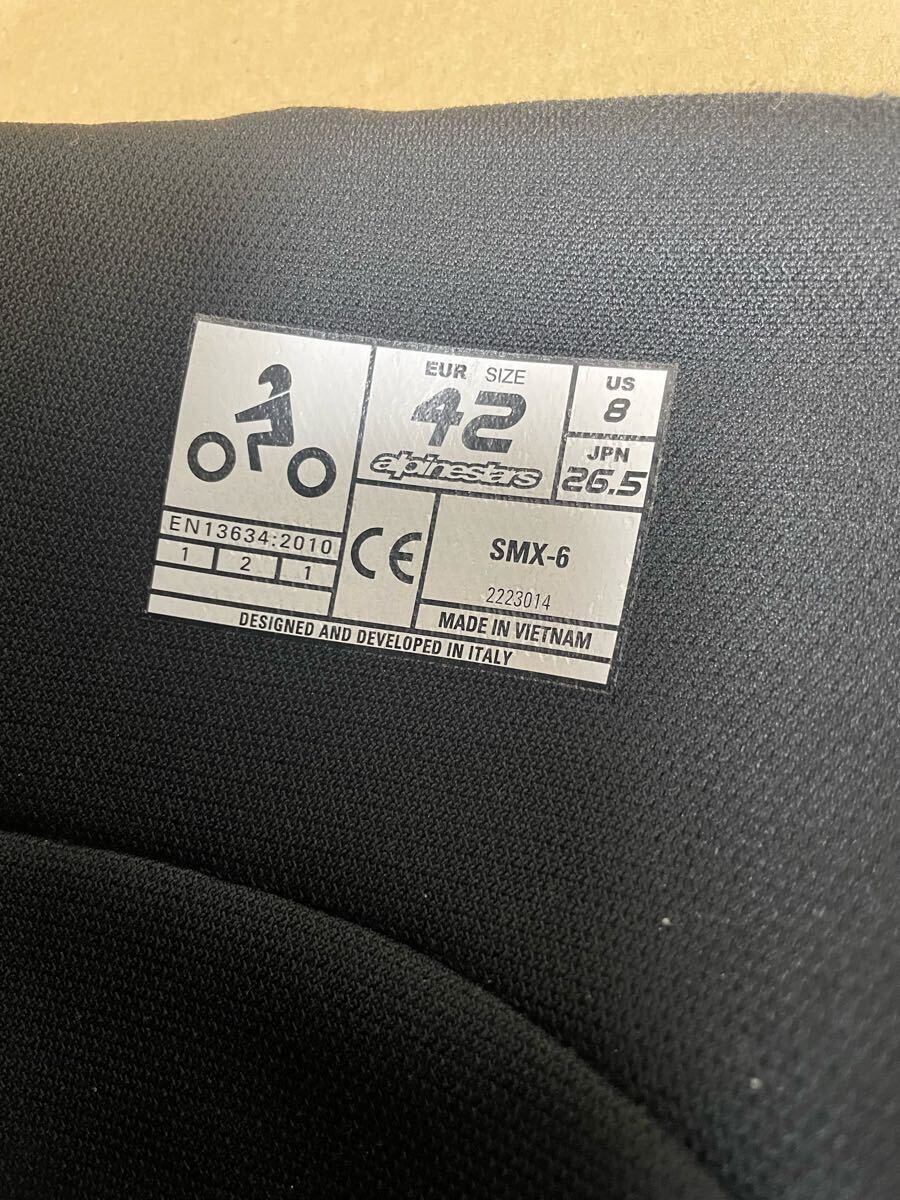 EUR SIZE
42
alpinestars
US
8
JPN
26.5
EN13634:2010
1 2 1
CE
SMX-6
2223014
MADE IN VIETNAM
DESIGNED AND DEVELOPED IN ITALY